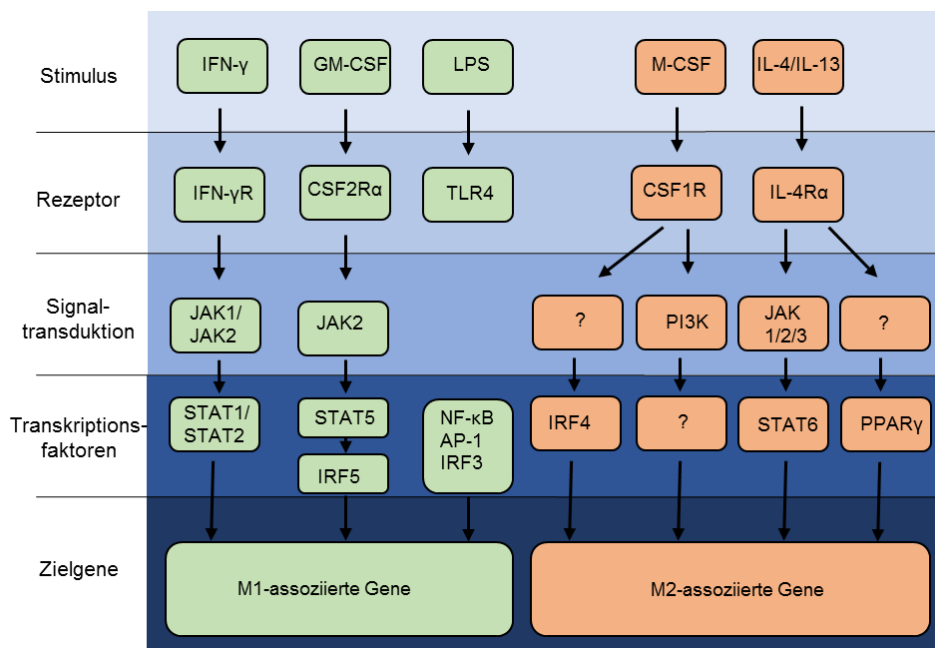 Stimulus
IFN-γ
GM-CSF
LPS
M-CSF
IL-4/IL-13
Rezeptor
IFN-γR
CSF2Rα
TLR4
CSF1R
IL-4Rα
Signal-
transduktion
JAK1/
JAK2
JAK2
?
PI3K
JAK
1/2/3
?
Transkriptions-
faktoren
STAT1/
STAT2
STAT5
IRF5
NF-κB
AP-1
IRF3
IRF4
?
STAT6
PPARγ
Zielgene
M1-assoziierte Gene
M2-assoziierte Gene